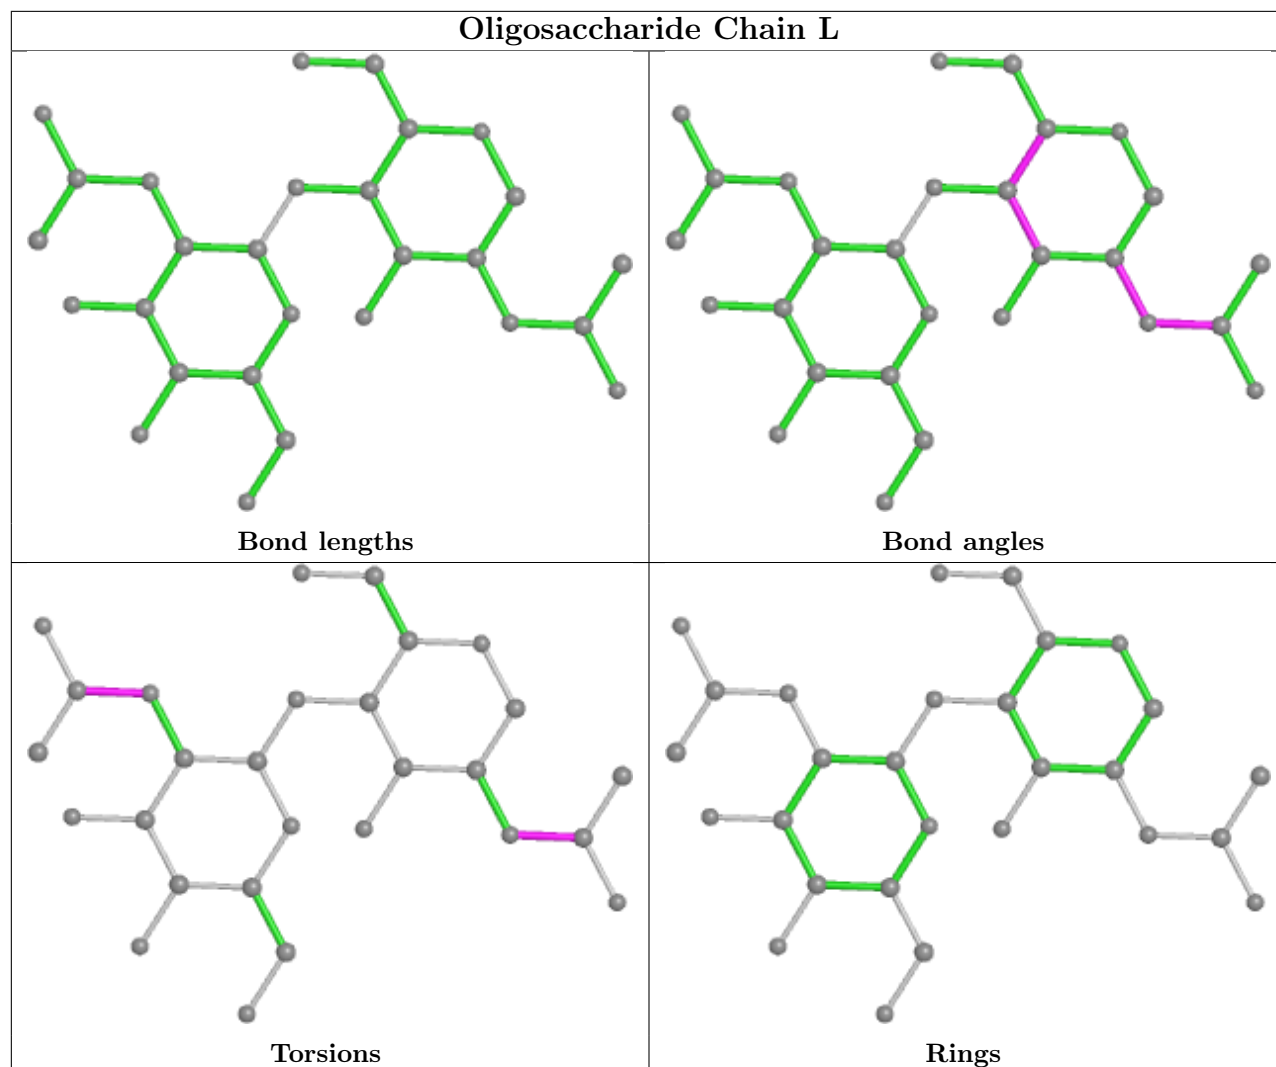 Oligosaccharide Chain L
Bond lengths
Bond angles
Torsions
Rings